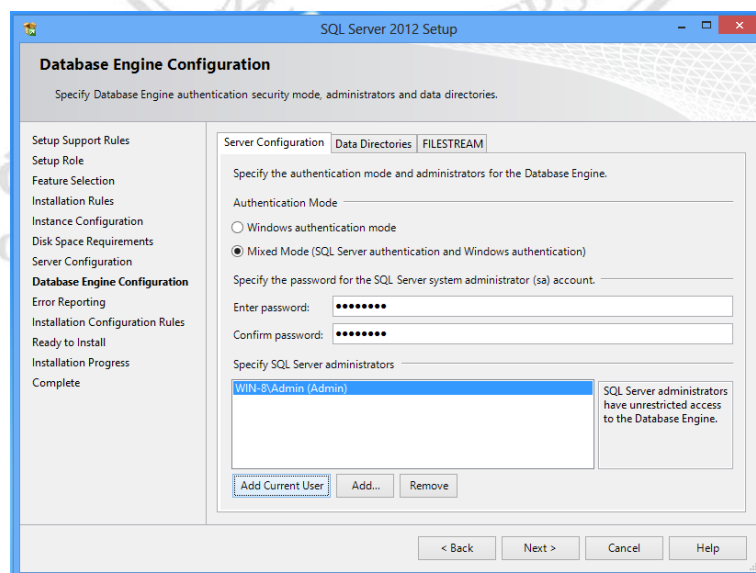 SQL Server 2012 Setup
Database Engine Configuration
Specify Database Engine authentication security mode, administrators and data directories.
Setup Support Rules
Setup Role
Feature Selection
Installation Rules
Instance Configuration
Disk Space Requirements
Server Configuration
Database Engine Configuration
Error Reporting
Installation Configuration Rules
Ready to Install
Installation Progress
Complete
Server Configuration Data Directories FILESTREAM
Specify the authentication mode and administrators for the Database Engine.
Authentication Mode
Windows authentication mode
Mixed Mode (SQL Server authentication and Windows authentication)
Specify the password for the SQL Server system administrator (sa) account.
Enter password: ●●●●●●●●
Confirm password: ●●●●●●●●
Specify SQL Server administrators
WIN-8\Admin (Admin)
SQL Server administrators
have unrestricted access
to the Database Engine.
Add Current User Add... Remove
< Back Next > Cancel Help